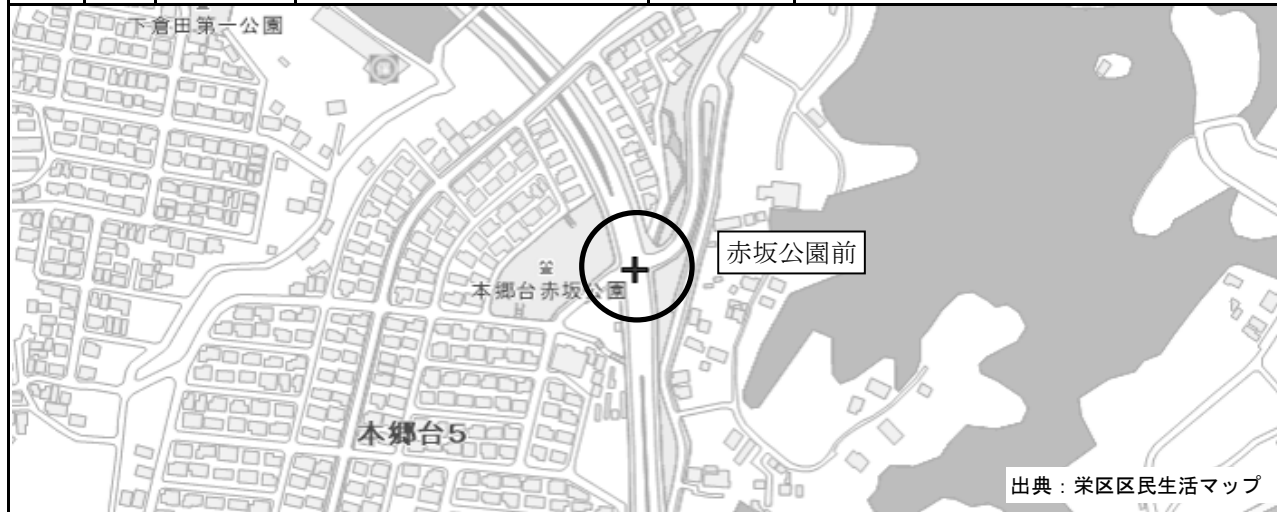 下倉田第一公園
赤坂公園前
本郷台赤坂公園
本郷台5
出典：栄区区民生活マップ